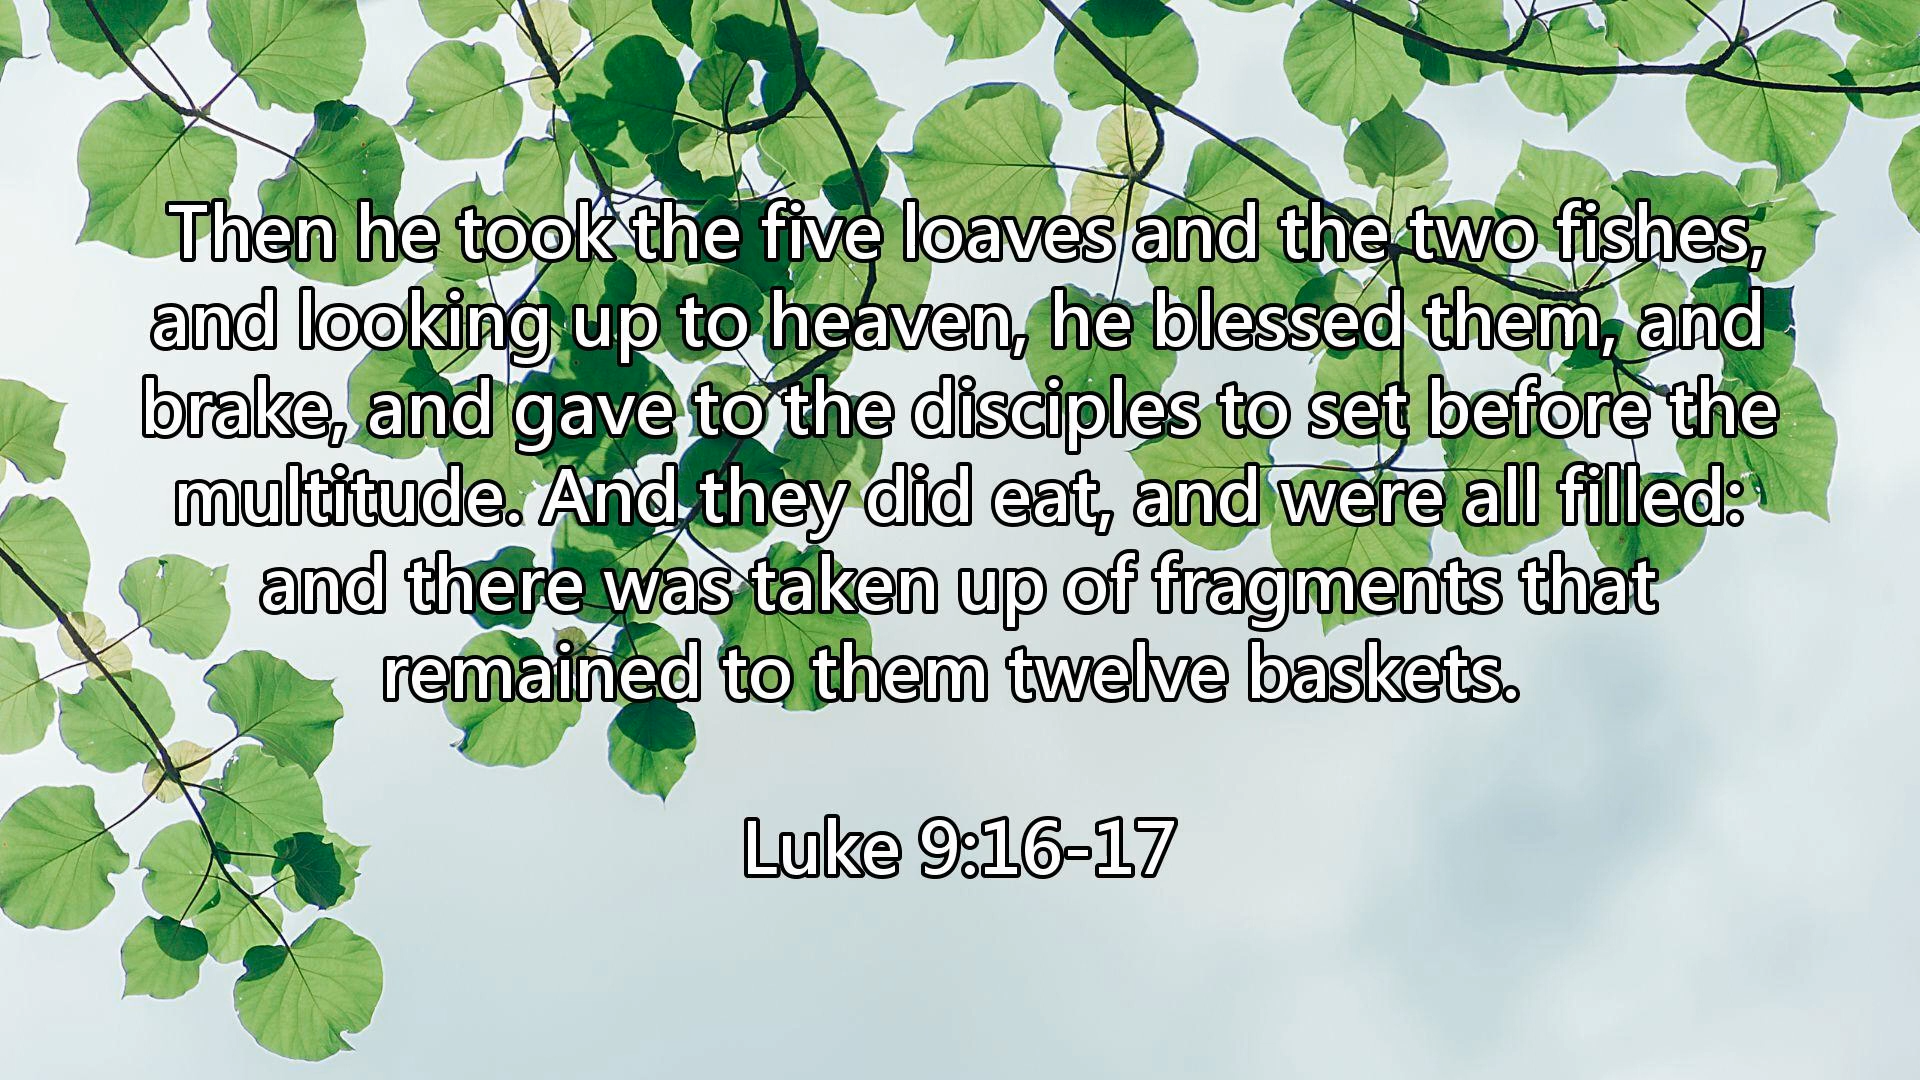 Then he took the five loaves and the two fishes,
and looking up to heaven, he blessed them, and
brake, and gave to the disciples to set before the
multitude. And they did eat, and were all filled:
and there was taken up of fragments that
remained to them twelve baskets.
Luke 9:16-17